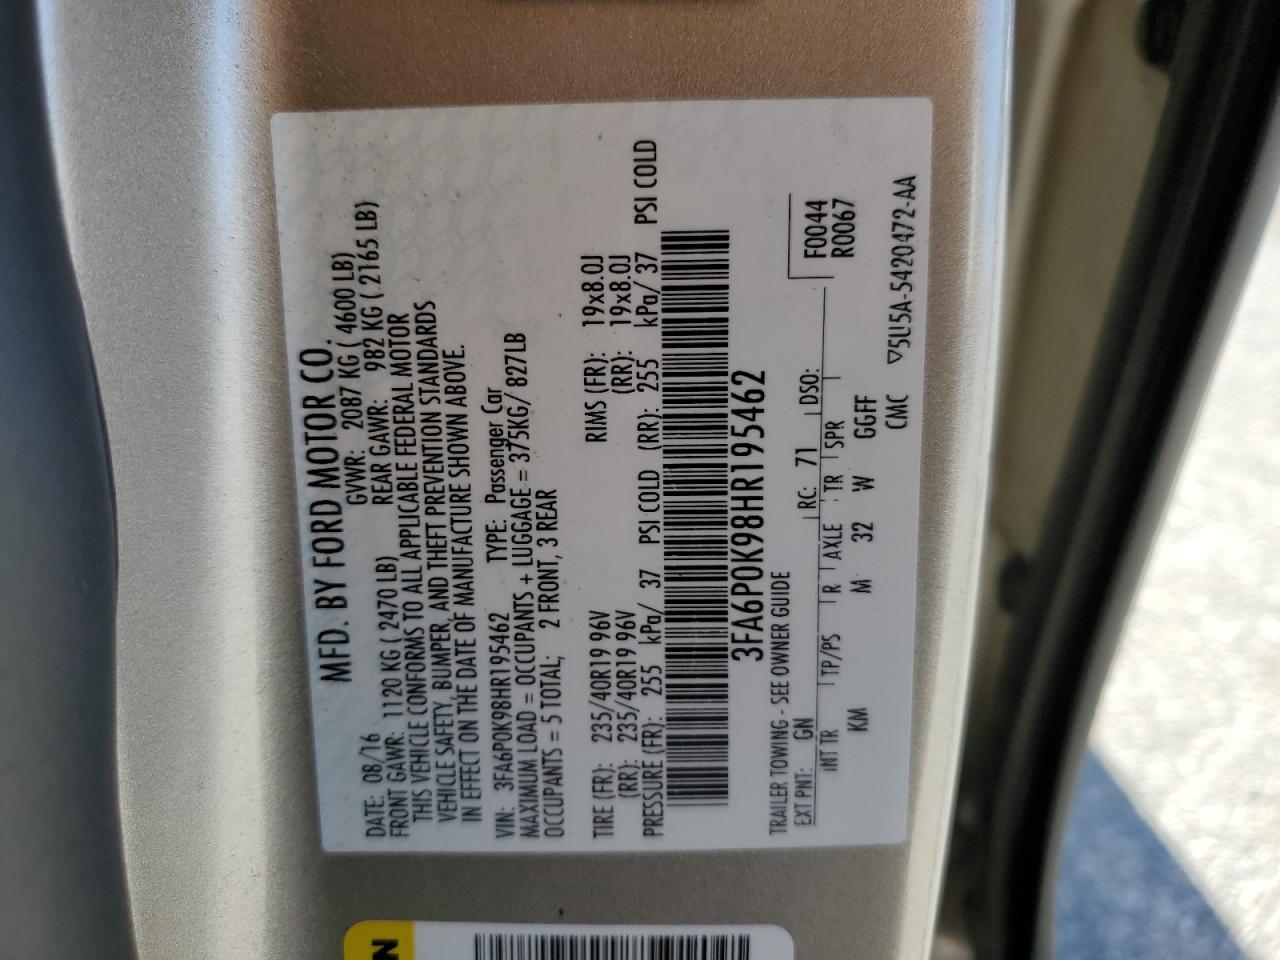 MFD. BY FORD MOTOR CO.
DATE: 08/16 GVWR: 2087 KG ( 4600 LB)
FRONT GAWR: 1120 KG ( 2470 LB) REAR GAWR: 982 KG ( 2165 LB)
THIS VEHICLE CONFORMS TO ALL APPLICABLE FEDERAL MOTOR
VEHICLE SAFETY, BUMPER, AND THEFT PREVENTION STANDARDS
IN EFFECT ON THE DATE OF MANUFACTURE SHOWN ABOVE.
VIN: 3FA6P0K98HR195462 TYPE: Passenger Car
MAXIMUM LOAD = OCCUPANTS + LUGGAGE = 375KG/ 827LB
OCCUPANTS = 5 TOTAL, 2 FRONT, 3 REAR
TIRE (FR): 235/40R19 96V RIMS (FR): 19x8.0J
(RR): 235/40R19 96V (RR): 19x8.0J
PRESSURE (FR): 255 kPa/ 37 PSI COLD (RR): 255 kPa/ 37 PSI COLD
3FA6P0K98HR195462
TRAILER TOWING - SEE OWNER GUIDE
EXT PNT: GN RC: 71 DSO: F0044
INT TR TP/PS R AXLE TR SPR R0067
KM M 32 W GGFF
CMC ▽5U5A-5420472-AA
N